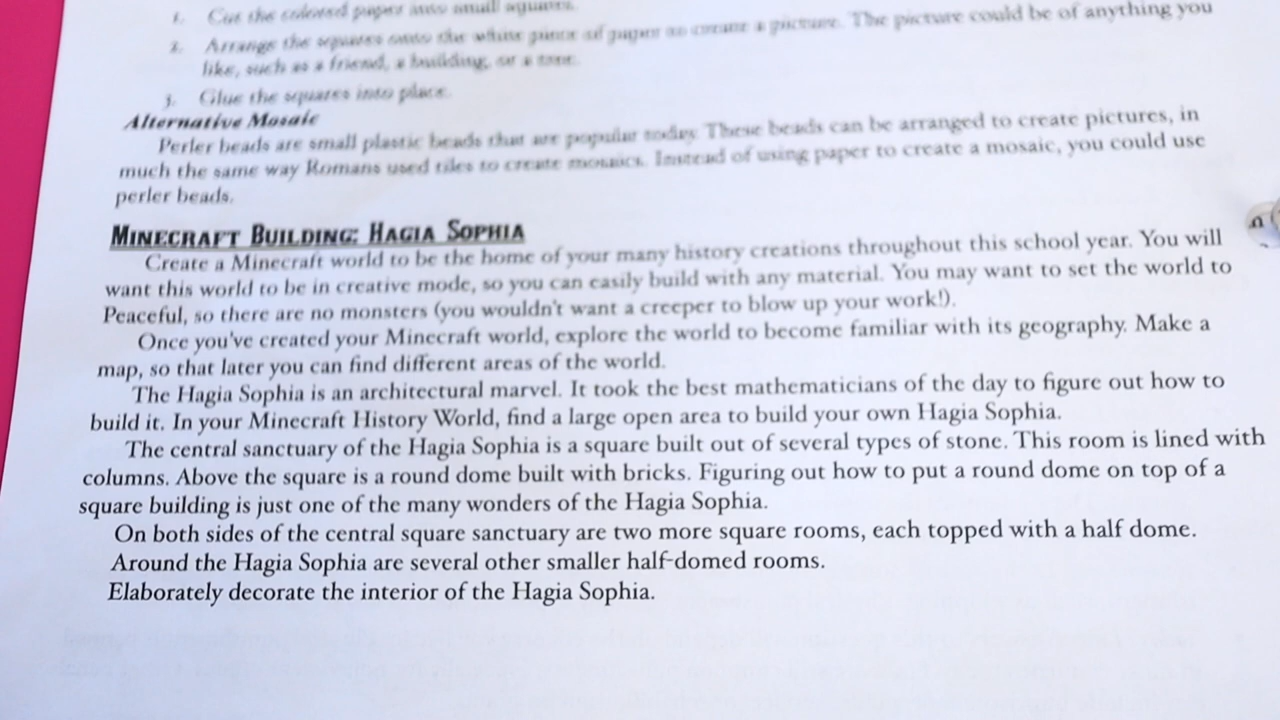 1. Cut the colored paper into small squares.
2. Arrange the squares onto the white piece of paper to create a picture. The picture could be of anything you
like, such as a friend, a building, or a tree.
3. Glue the squares into place.
Alternative Mosaic
Perler beads are small plastic beads that are popular today. These beads can be arranged to create pictures, in
much the same way Romans used tiles to create mosaics. Instead of using paper to create a mosaic, you could use
perler beads.
MINECRAFT BUILDING: HAGIA SOPHIA
Create a Minecraft world to be the home of your many history creations throughout this school year. You will
want this world to be in creative mode, so you can easily build with any material. You may want to set the world to
Peaceful, so there are no monsters (you wouldn't want a creeper to blow up your work!).
Once you've created your Minecraft world, explore the world to become familiar with its geography. Make a
map, so that later you can find different areas of the world.
The Hagia Sophia is an architectural marvel. It took the best mathematicians of the day to figure out how to
build it. In your Minecraft History World, find a large open area to build your own Hagia Sophia.
The central sanctuary of the Hagia Sophia is a square built out of several types of stone. This room is lined with
columns. Above the square is a round dome built with bricks. Figuring out how to put a round dome on top of a
square building is just one of the many wonders of the Hagia Sophia.
On both sides of the central square sanctuary are two more square rooms, each topped with a half dome.
Around the Hagia Sophia are several other smaller half-domed rooms.
Elaborately decorate the interior of the Hagia Sophia.